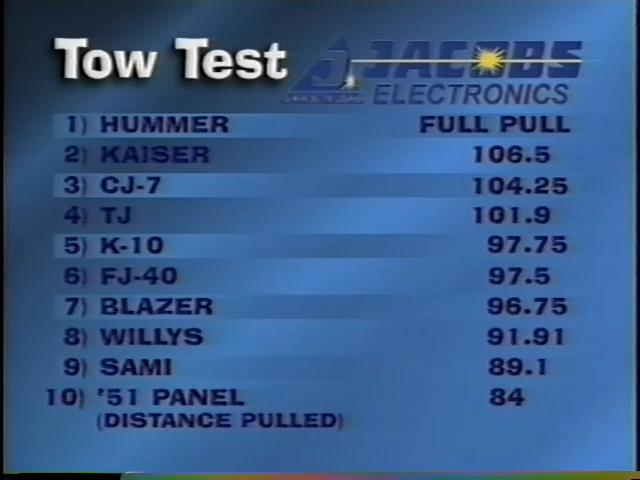 Tow Test
JACOBS
ELECTRONICS
1) HUMMER FULL PULL
2) KAISER 106.5
3) CJ-7 104.25
4) TJ 101.9
5) K-10 97.75
6) FJ-40 97.5
7) BLAZER 96.75
8) WILLYS 91.91
9) SAMI 89.1
10) '51 PANEL 84
(DISTANCE PULLED)